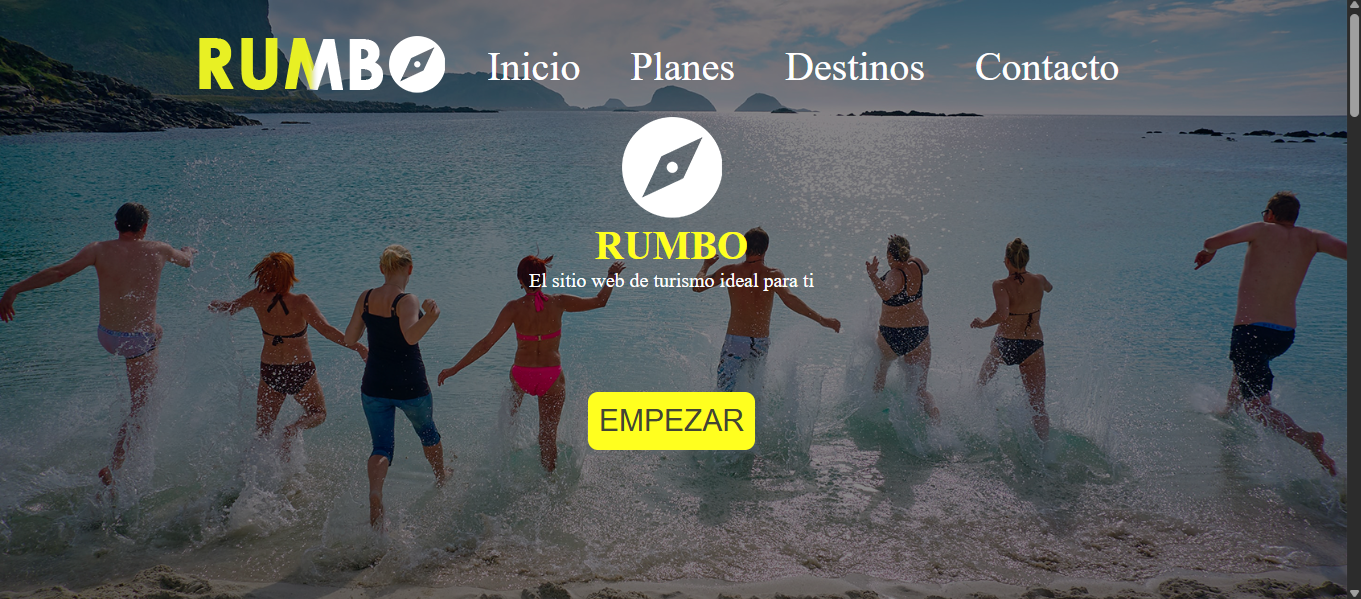 RUMBO
Inicio Planes Destinos Contacto
RUMBO
El sitio web de turismo ideal para ti
EMPEZAR